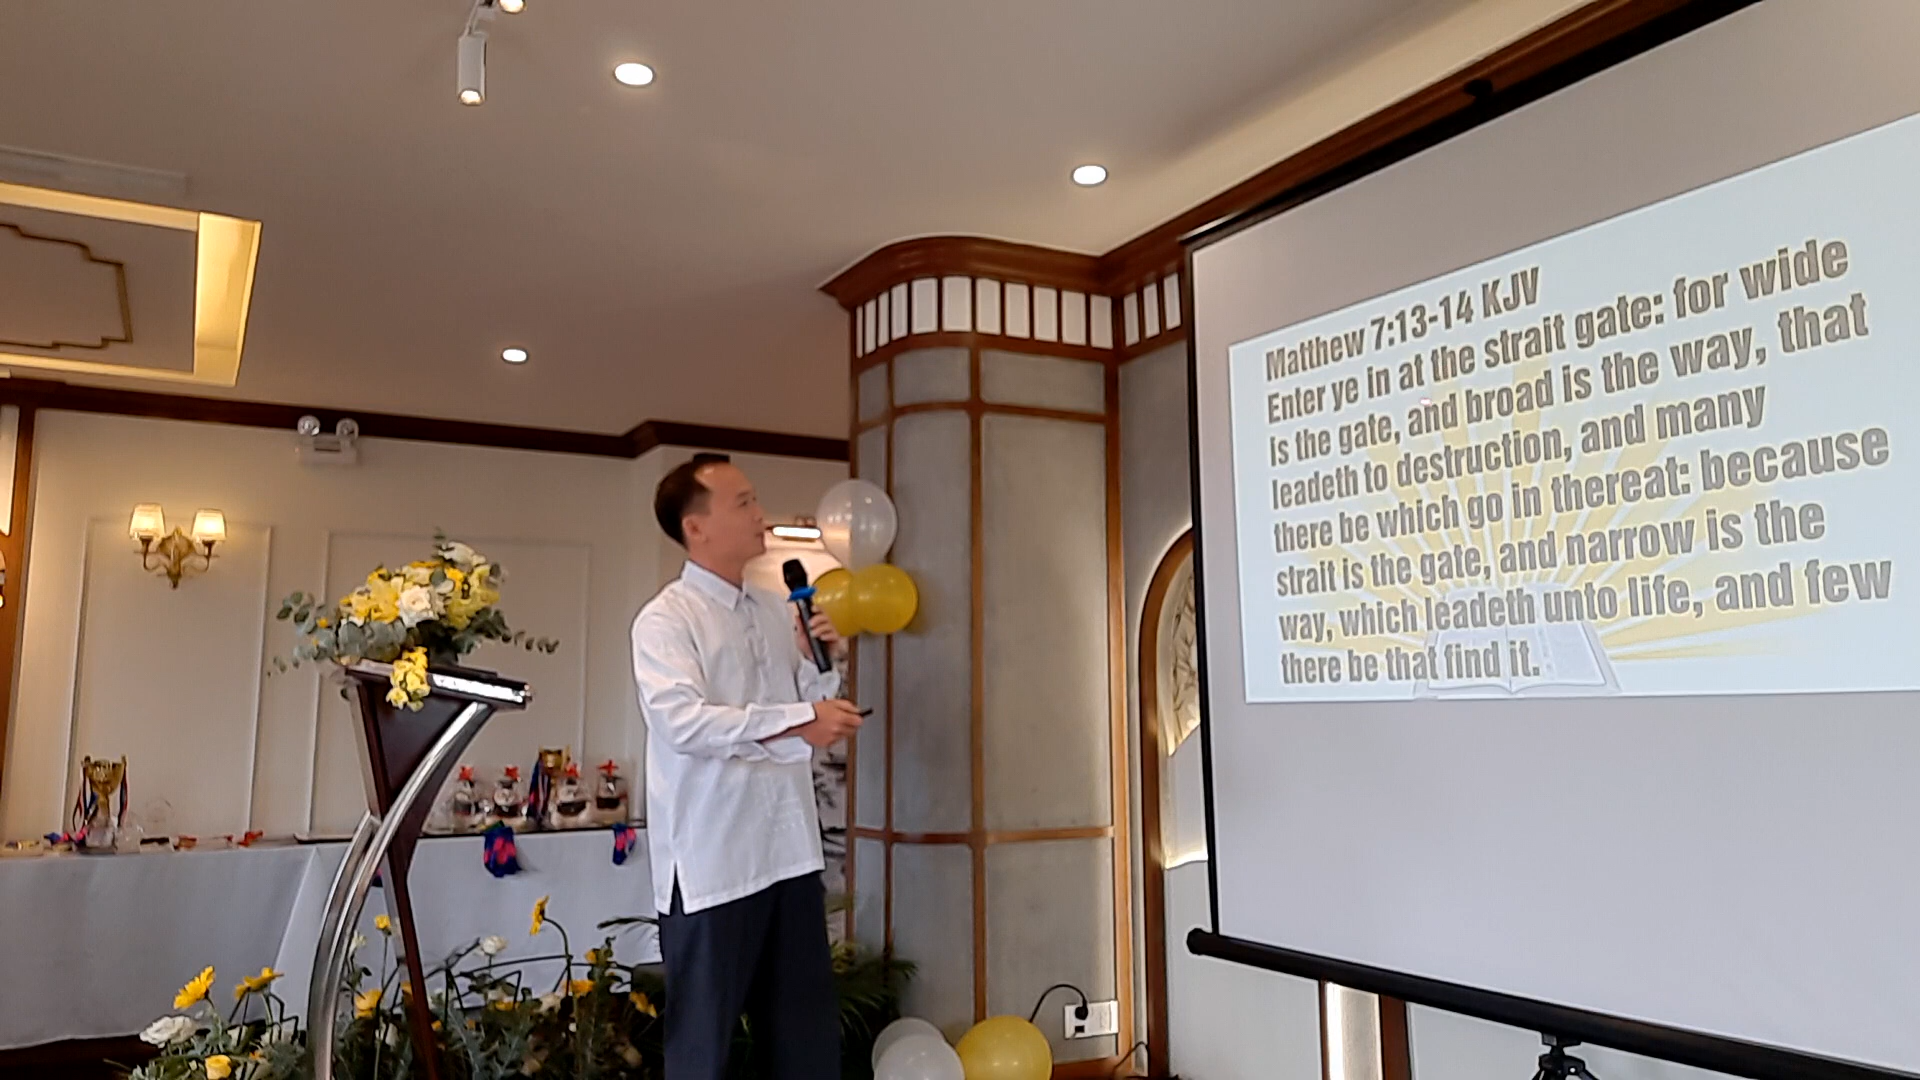 Matthew 7:13-14 KJV
Enter ye in at the strait gate: for wide
is the gate, and broad is the way, that
leadeth to destruction, and many
there be which go in thereat: because
strait is the gate, and narrow is the
way, which leadeth unto life, and few
there be that find it.